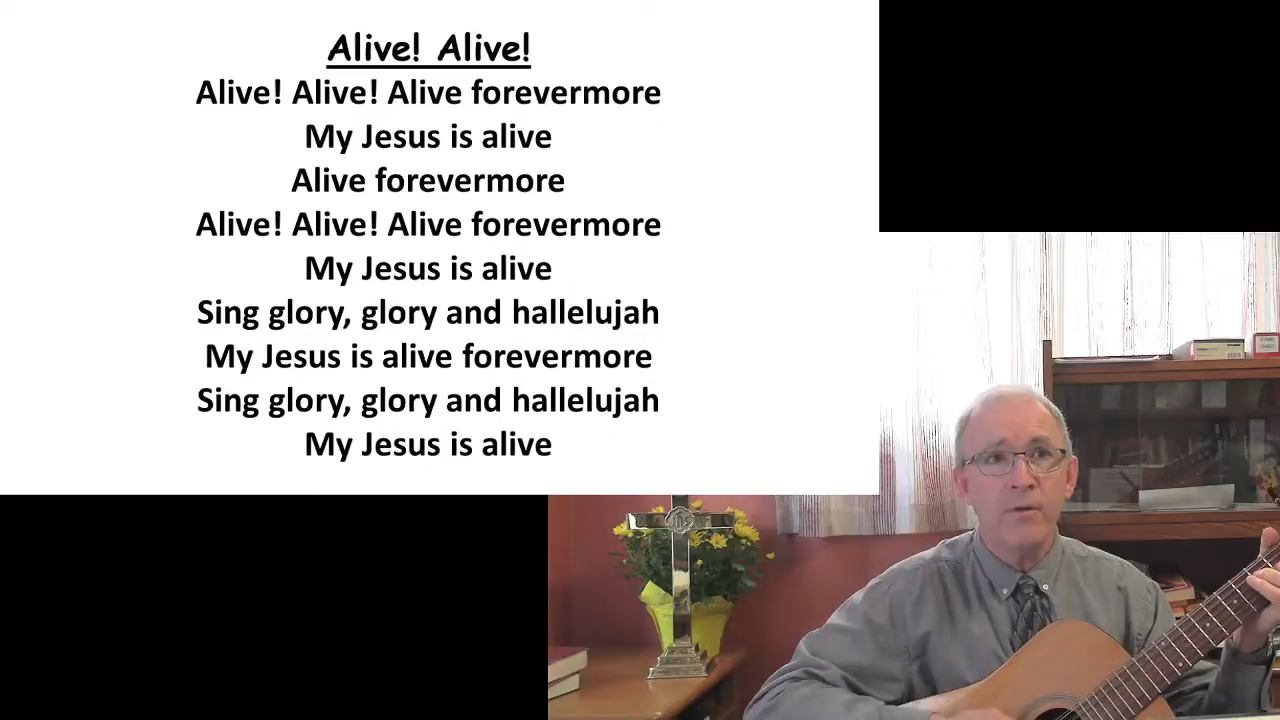 Alive! Alive!
Alive! Alive! Alive forevermore
My Jesus is alive
Alive forevermore
Alive! Alive! Alive forevermore
My Jesus is alive
Sing glory, glory and hallelujah
My Jesus is alive forevermore
Sing glory, glory and hallelujah
My Jesus is alive